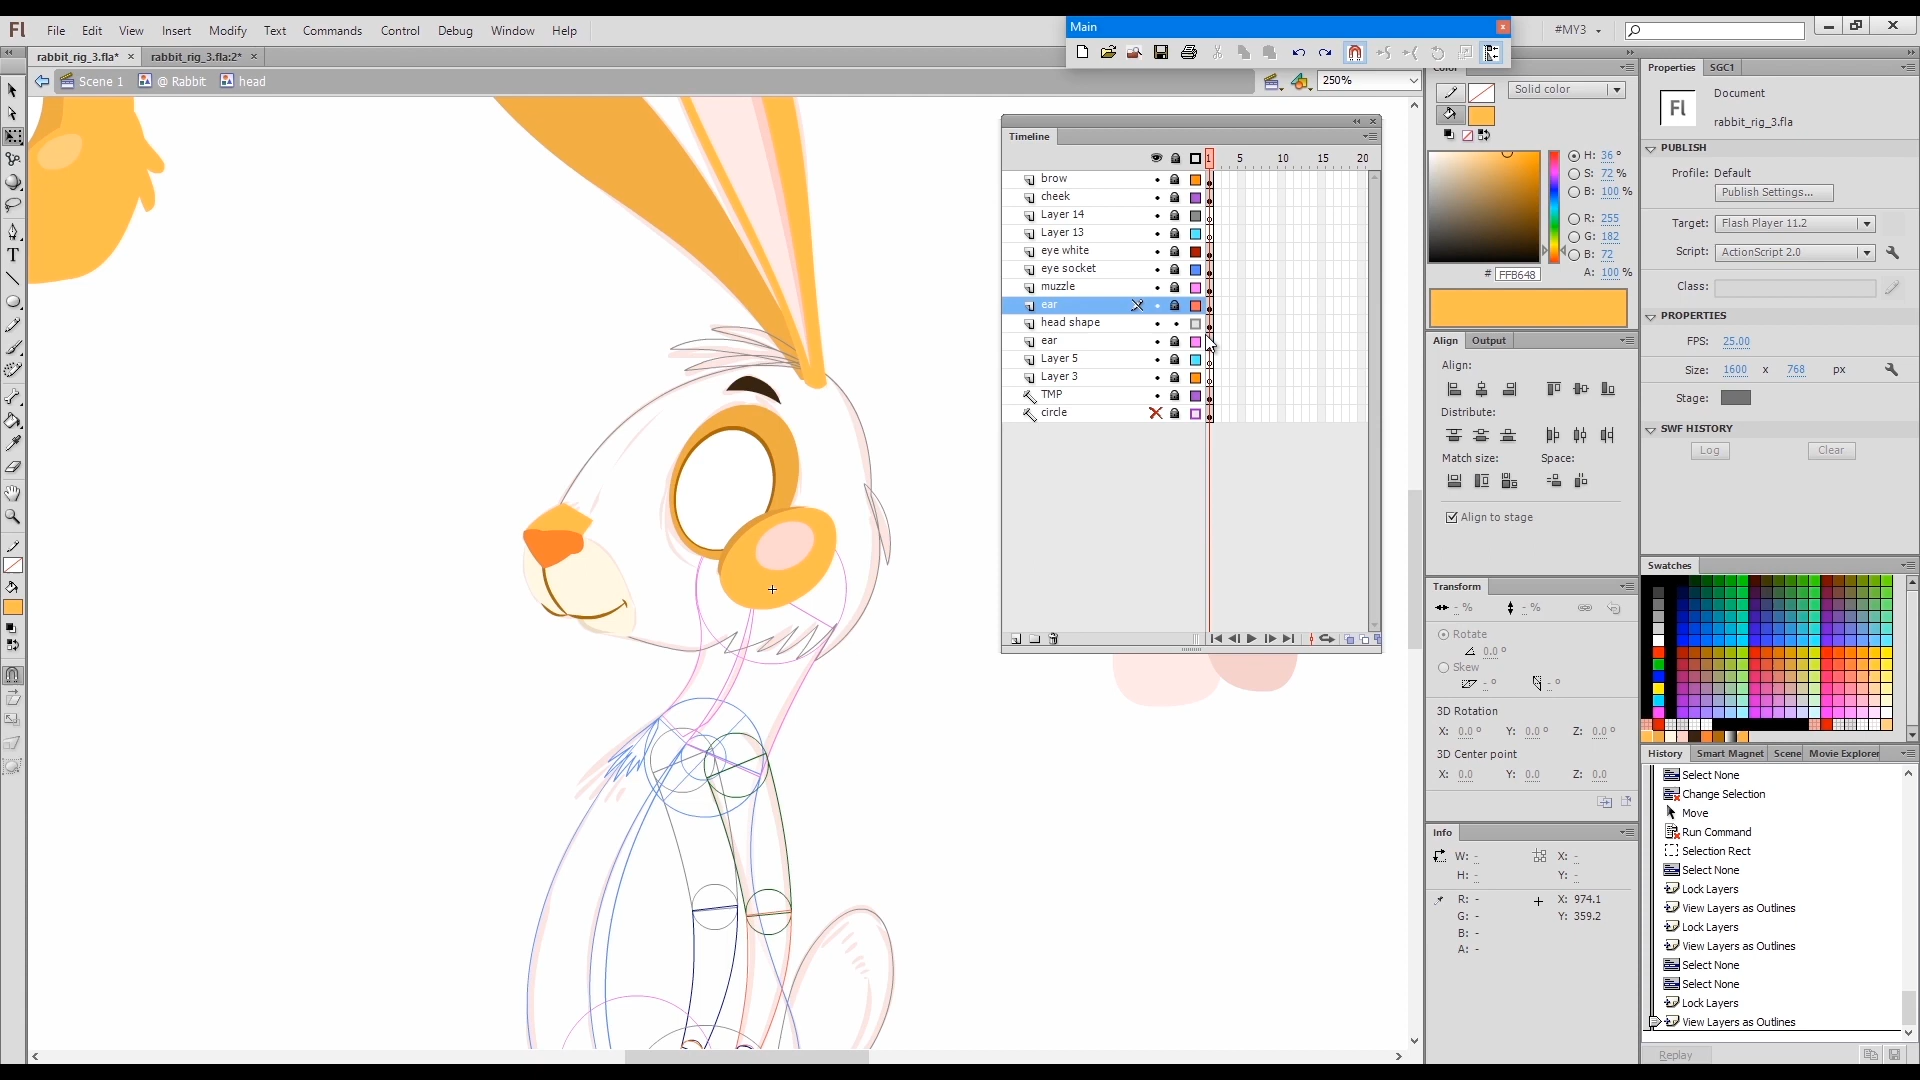 Fl File Edit View Insert Modify Text Commands Control Debug Window Help
Main
#MY3
rabbit_rig_3.fla*
rabbit_rig_3.fla:2*
Scene 1 @ Rabbit head
250%
Timeline
1 5 10 15 20
brow
cheek
Layer 14
Layer 13
eye white
eye socket
muzzle
ear
head shape
ear
Layer 5
Layer 3
TMP
circle
Color
Solid color
H: 36 °
S: 72 %
B: 100 %
R: 255
G: 182
B: 72
A: 100 %
# FFB648
Align Output
Align:
Distribute:
Match size: Space:
Align to stage
Transform
- % - %
Rotate
0.0 °
Skew
- ° - °
3D Rotation
X: 0.0 Y: 0.0 Z: 0.0
3D Center point
X: 0.0 Y: 0.0 Z: 0.0
Info
W: - X: -
H: - Y: -
R: - X: 974.1
G: - Y: 359.2
B: -
A: -
Properties SGC1
Fl
Document
rabbit_rig_3.fla
PUBLISH
Profile: Default
Publish Settings...
Target: Flash Player 11.2
Script: ActionScript 2.0
Class:
PROPERTIES
FPS: 25.00
Size: 1600 x 768 px
Stage:
SWF HISTORY
Log Clear
Swatches
History Smart Magnet Scene Movie Explorer
Select None
Change Selection
Move
Run Command
Selection Rect
Select None
Lock Layers
View Layers as Outlines
Lock Layers
View Layers as Outlines
Select None
Select None
Lock Layers
View Layers as Outlines
Replay